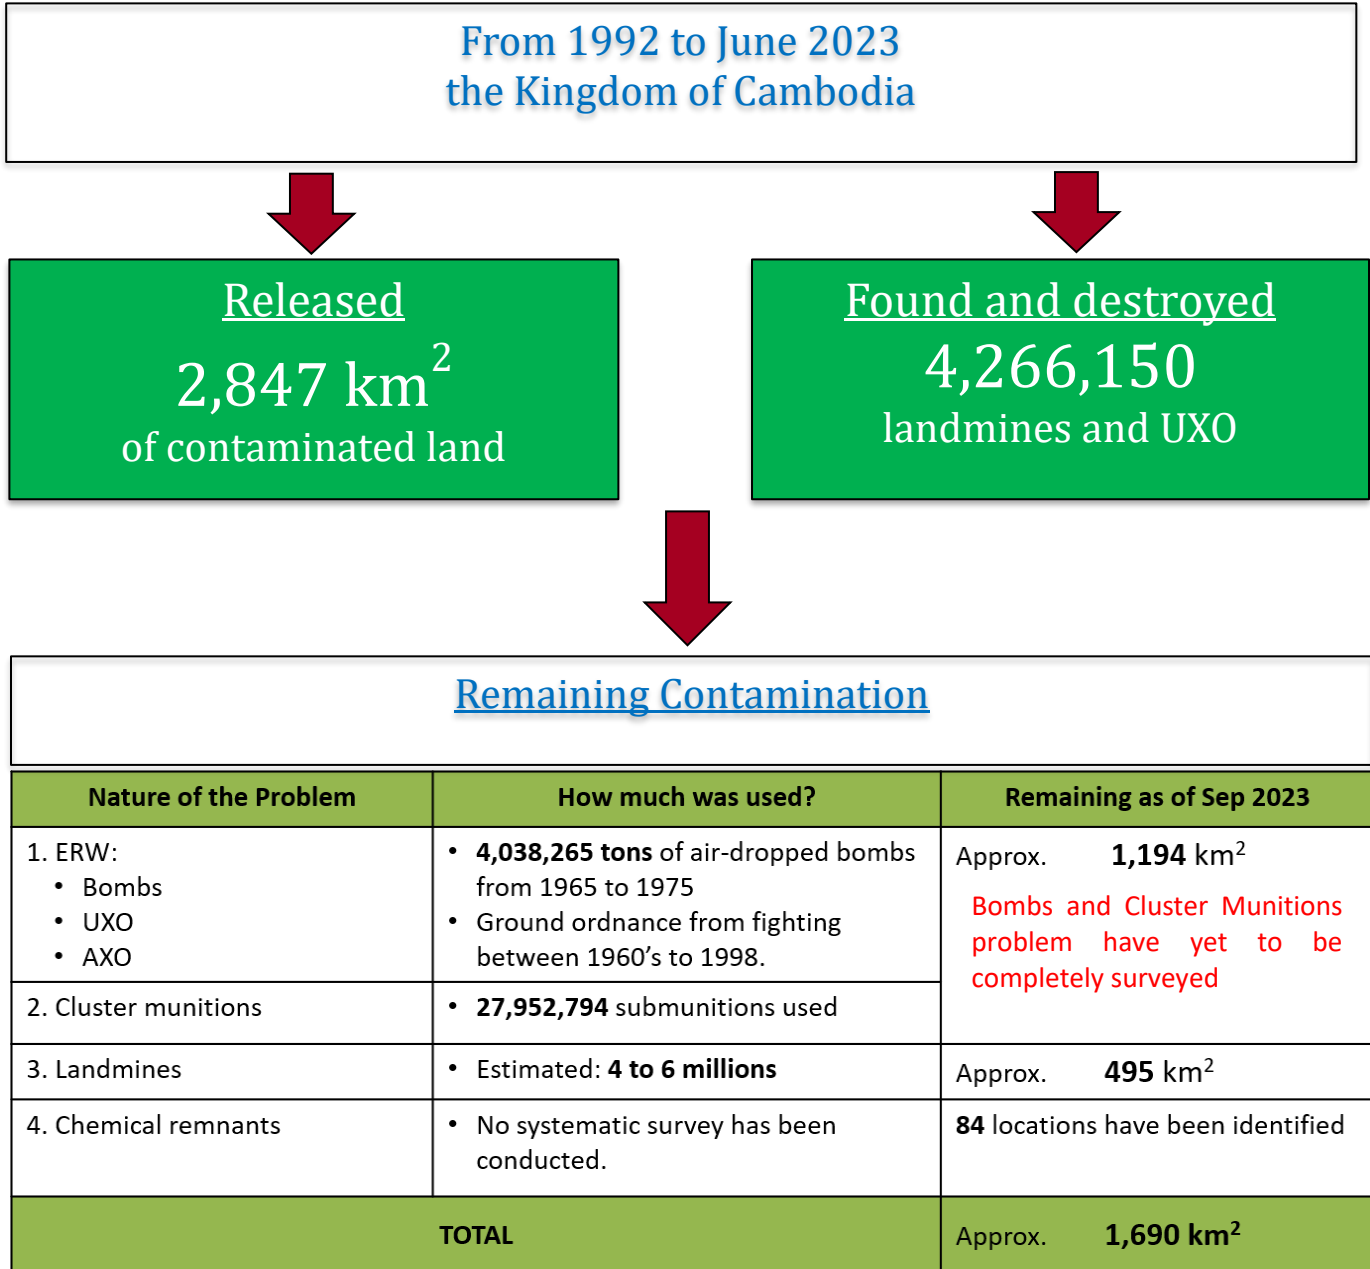 From 1992 to June 2023
the Kingdom of Cambodia
Released
2,847 km²
of contaminated land
Found and destroyed
4,266,150
landmines and UXO
Remaining Contamination
Nature of the Problem
How much was used?
Remaining as of Sep 2023
1. ERW:
• Bombs
• UXO
• AXO
• 4,038,265 tons of air-dropped bombs
from 1965 to 1975
• Ground ordnance from fighting
between 1960's to 1998.
Approx. 1,194 km²
Bombs and Cluster Munitions
problem have yet to be
completely surveyed
2. Cluster munitions
• 27,952,794 submunitions used
3. Landmines
• Estimated: 4 to 6 millions
Approx. 495 km²
4. Chemical remnants
• No systematic survey has been
conducted.
84 locations have been identified
TOTAL
Approx. 1,690 km²